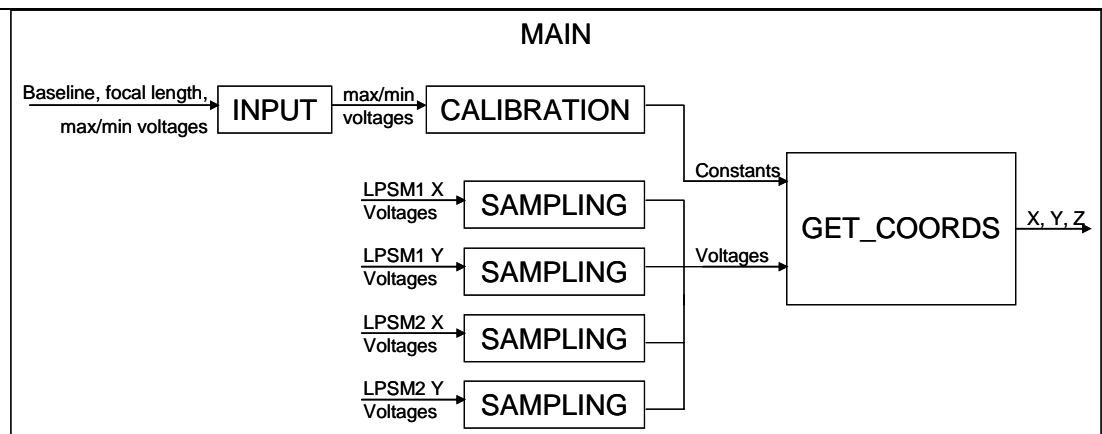 MAIN
Baseline, focal length,
max/min voltages
INPUT
max/min
voltages
CALIBRATION
Constants
LPSM1 X
Voltages
SAMPLING
LPSM1 Y
Voltages
SAMPLING
LPSM2 X
Voltages
SAMPLING
LPSM2 Y
Voltages
SAMPLING
Voltages
GET_COORDS
X, Y, Z